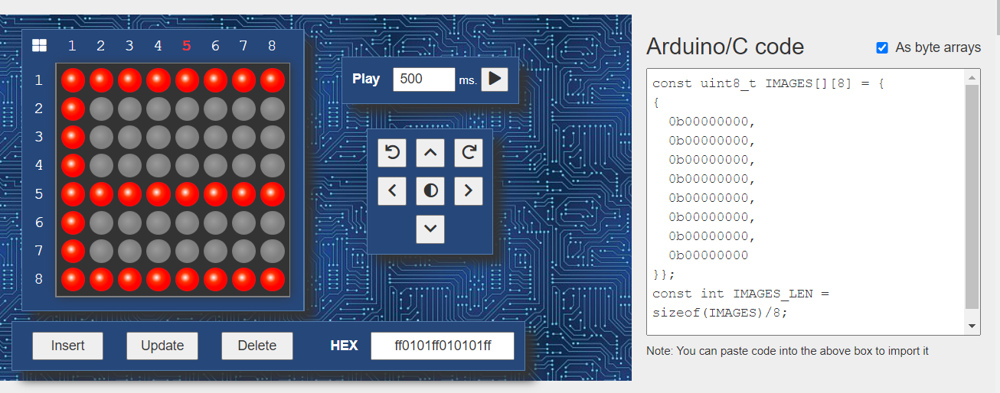 1 2 3 4 5 6 7 8
1
2
3
4
5
6
7
8
Play 500 ms.
Insert Update Delete HEX ff0101ff010101ff
Arduino/C code As byte arrays
const uint8_t IMAGES[][8] = {
{
  0b00000000,
  0b00000000,
  0b00000000,
  0b00000000,
  0b00000000,
  0b00000000,
  0b00000000,
  0b00000000
}};
const int IMAGES_LEN =
sizeof(IMAGES)/8;
Note: You can paste code into the above box to import it